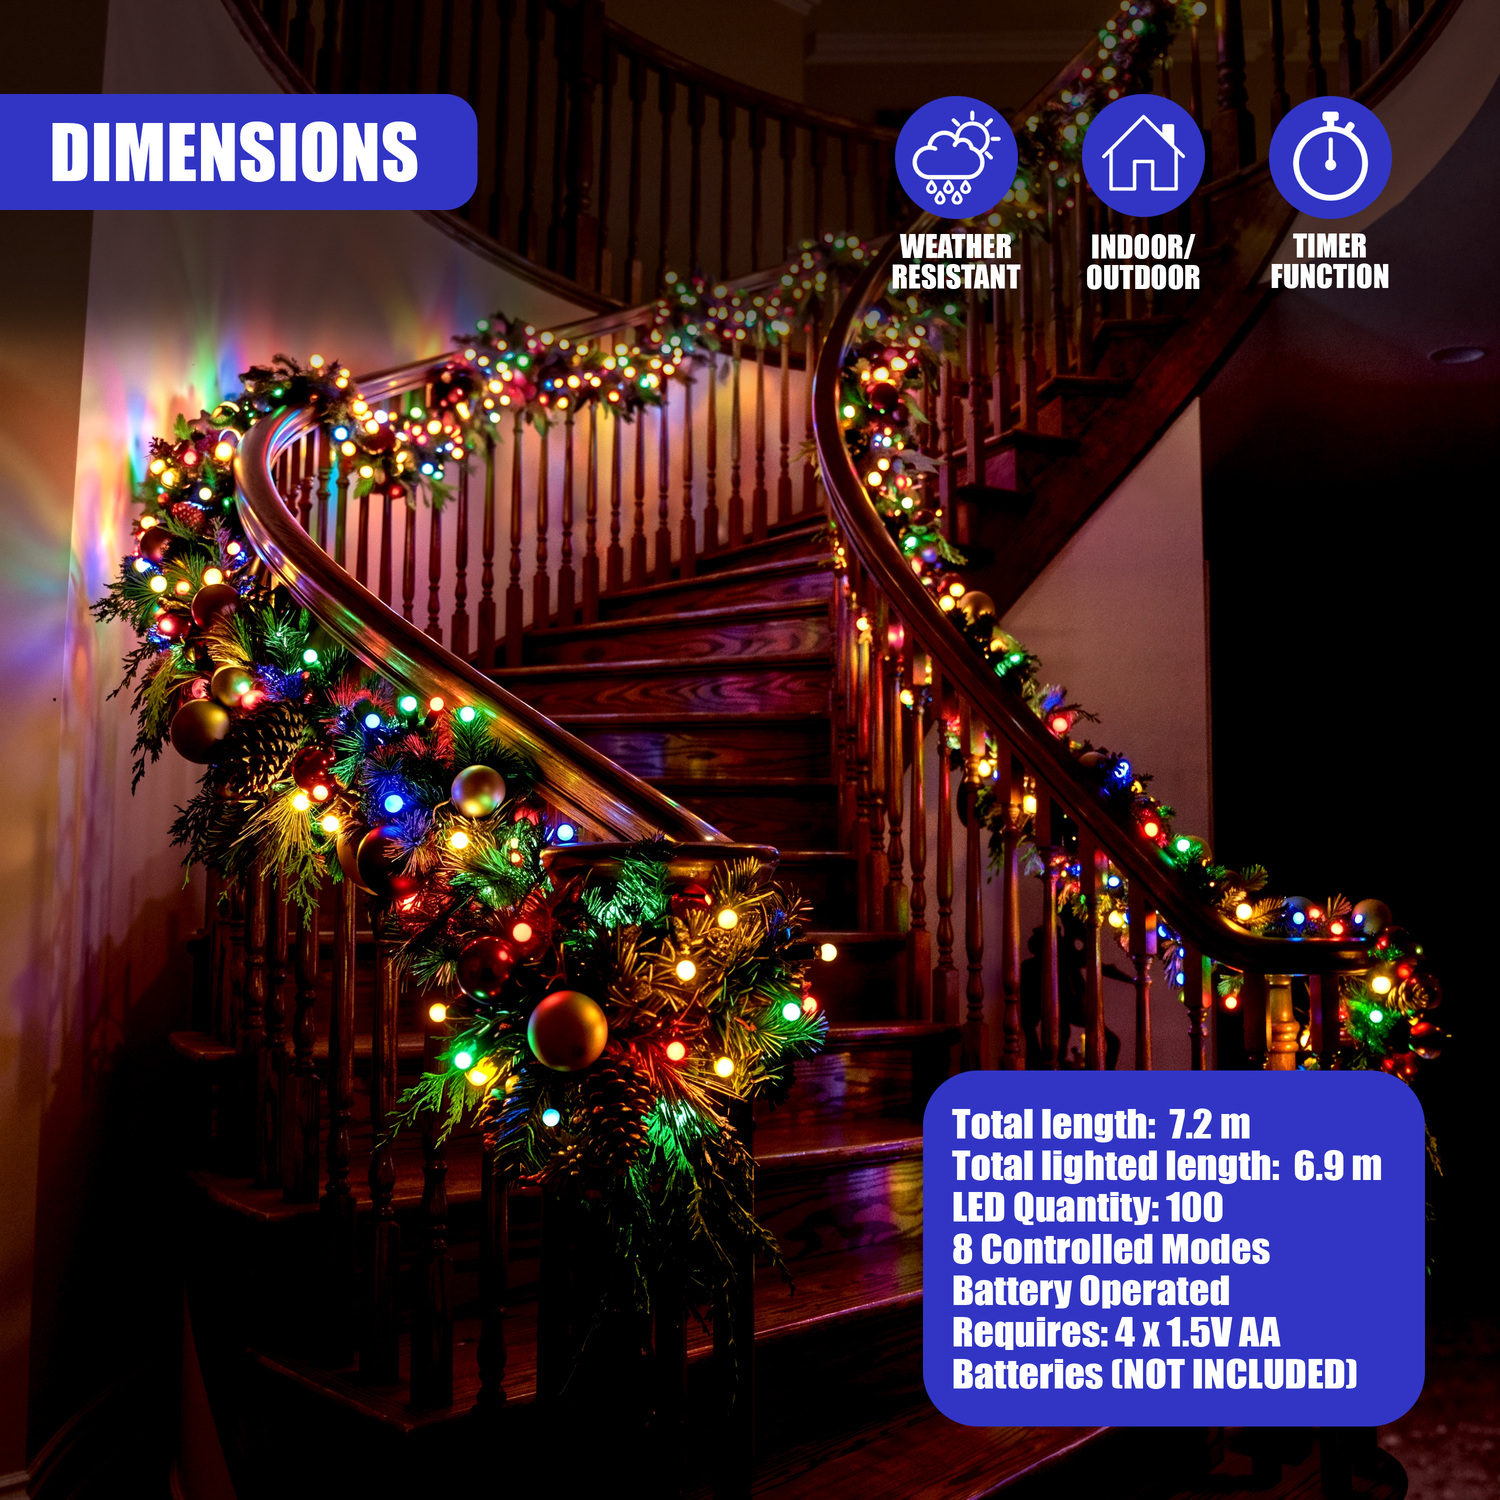 DIMENSIONS
WEATHER
RESISTANT
INDOOR/
OUTDOOR
TIMER
FUNCTION
Total length: 7.2 m
Total lighted length: 6.9 m
LED Quantity: 100
8 Controlled Modes
Battery Operated
Requires: 4 x 1.5V AA
Batteries (NOT INCLUDED)